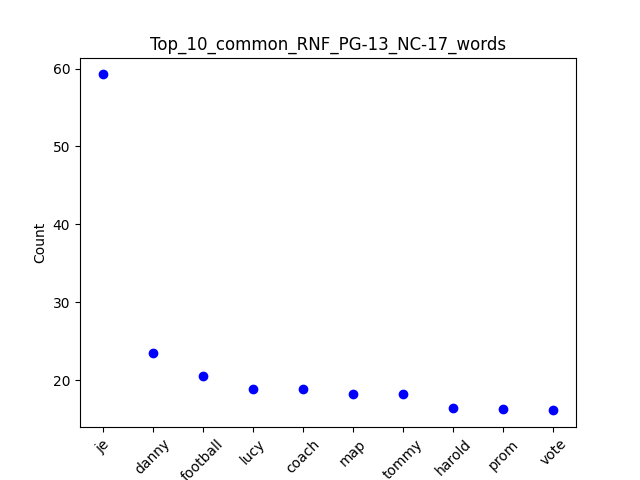 Top_10_common_RNF_PG-13_NC-17_words
60
50
40
30
20
Count
je
danny
football
lucy
coach
map
tommy
harold
prom
vote